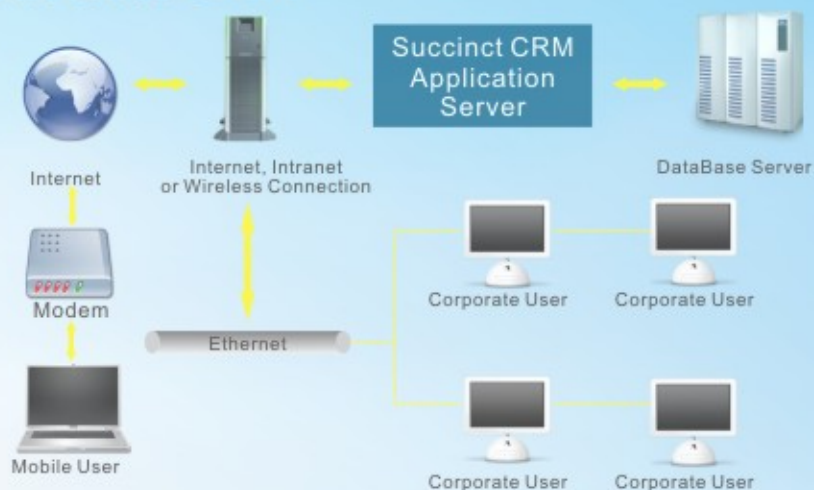 Succinct CRM
Application
Server
Internet
Internet, Intranet
or Wireless Connection
DataBase Server
Modem
Corporate User
Corporate User
Ethernet
Mobile User
Corporate User
Corporate User